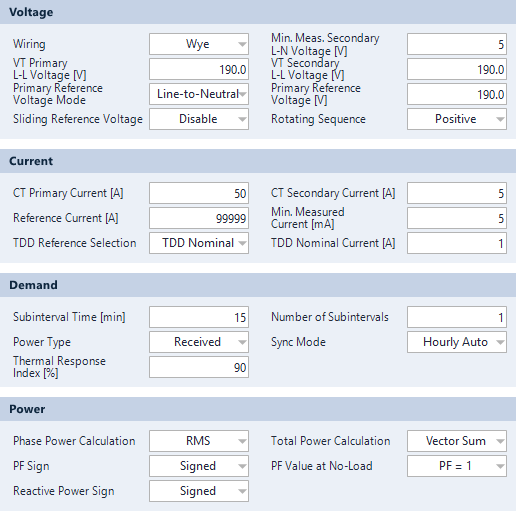 Voltage
Wiring Wye Min. Meas. Secondary
L-N Voltage [V] 5
VT Primary
L-L Voltage [V] 190.0 VT Secondary
L-L Voltage [V] 190.0
Primary Reference
Voltage Mode Line-to-Neutral Primary Reference
Voltage [V] 190.0
Sliding Reference Voltage Disable Rotating Sequence Positive
Current
CT Primary Current [A] 50 CT Secondary Current [A] 5
Reference Current [A] 99999 Min. Measured
Current [mA] 5
TDD Reference Selection TDD Nominal TDD Nominal Current [A] 1
Demand
Subinterval Time [min] 15 Number of Subintervals 1
Power Type Received Sync Mode Hourly Auto
Thermal Response
Index [%] 90
Power
Phase Power Calculation RMS Total Power Calculation Vector Sum
PF Sign Signed PF Value at No-Load PF = 1
Reactive Power Sign Signed